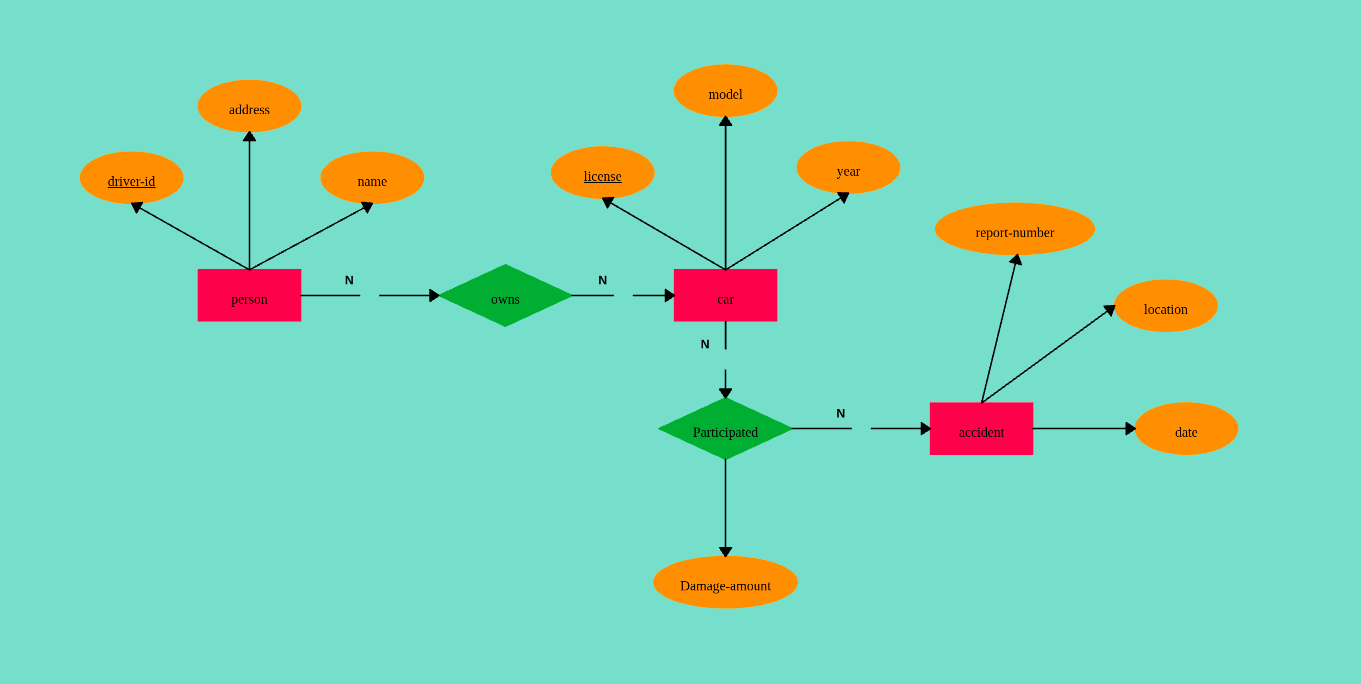 model
address
year
license
driver-id
name
report-number
N
N
person
owns
car
location
N
N
Participated
accident
date
Damage-amount